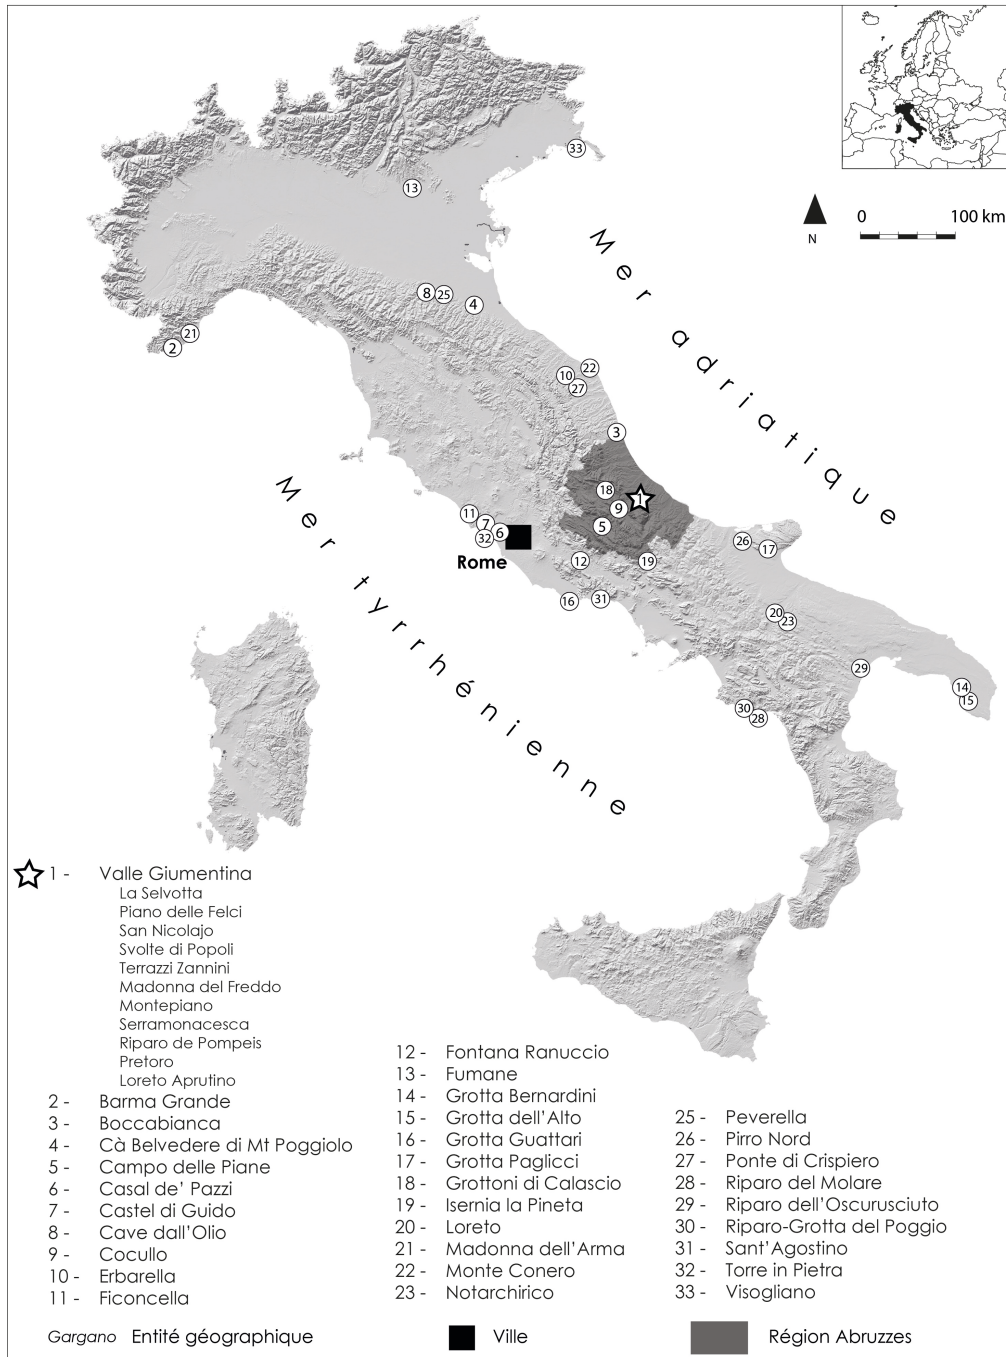 33
13
N
0 100 km
Mer adriatique
8
25
4
21
2
22
10
27
3
18
1
9
5
11
7
6
32
Rome
12
19
26
17
16
31
20
23
29
14
15
30
28
Mer tyrrhénienne
1 - Valle Giumentina
La Selvotta
Piano delle Felci
San Nicolajo
Svolte di Popoli
Terrazzi Zannini
Madonna del Freddo
Montepiano
Serramonacesca
Riparo de Pompeis
Pretoro
Loreto Aprutino
2 - Barma Grande
3 - Boccabianca
4 - Cà Belvedere di Mt Poggiolo
5 - Campo delle Piane
6 - Casal de' Pazzi
7 - Castel di Guido
8 - Cave dall'Olio
9 - Cocullo
10 - Erbarella
11 - Ficoncella
12 - Fontana Ranuccio
13 - Fumane
14 - Grotta Bernardini
15 - Grotta dell'Alto
16 - Grotta Guattari
17 - Grotta Paglicci
18 - Grottoni di Calascio
19 - Isernia la Pineta
20 - Loreto
21 - Madonna dell'Arma
22 - Monte Conero
23 - Notarchirico
25 - Peverella
26 - Pirro Nord
27 - Ponte di Crispiero
28 - Riparo del Molare
29 - Riparo dell'Oscurusciuto
30 - Riparo-Grotta del Poggio
31 - Sant'Agostino
32 - Torre in Pietra
33 - Visogliano
Gargano Entité géographique
Ville
Région Abruzzes